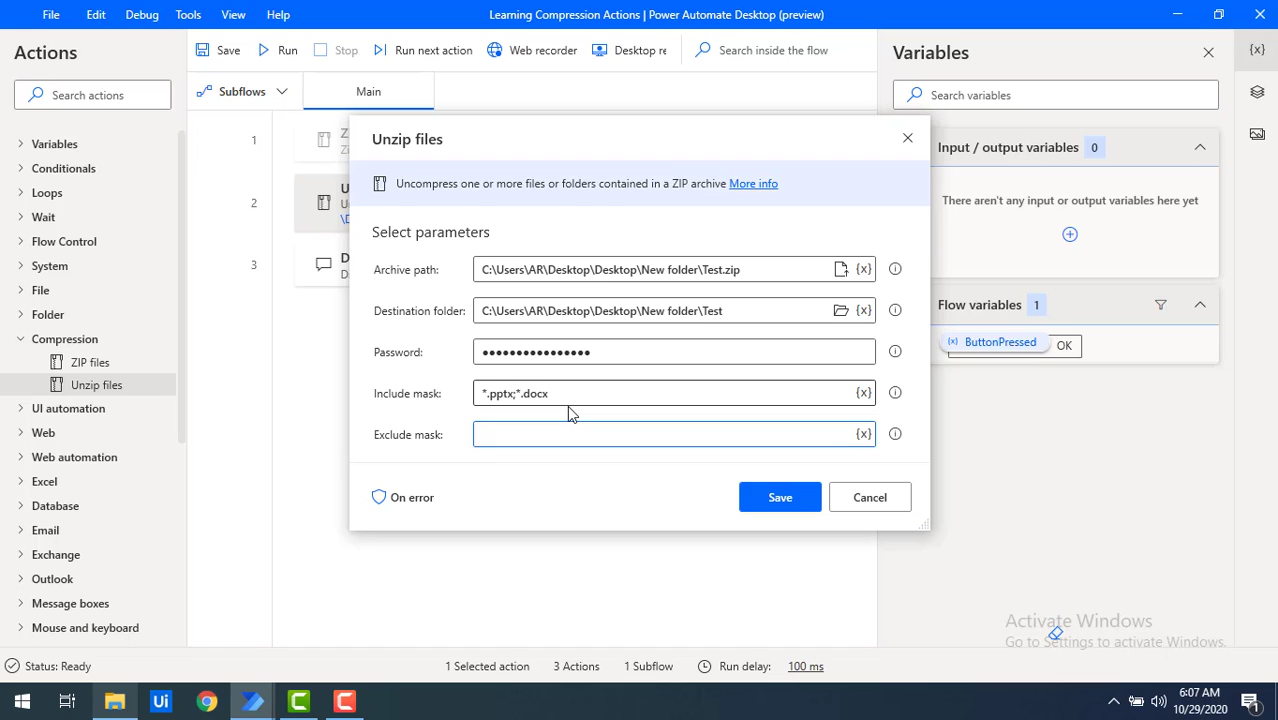 File Edit Debug Tools View Help Learning Compression Actions | Power Automate Desktop (preview)
Actions
Search actions
Variables
Conditionals
Loops
Wait
Flow Control
System
File
Folder
Compression
ZIP files
Unzip files
UI automation
Web
Web automation
Excel
Database
Email
Exchange
Outlook
Message boxes
Mouse and keyboard
Save Run Stop Run next action Web recorder Desktop re Search inside the flow
Subflows Main
1
2
3
Unzip files
Uncompress one or more files or folders contained in a ZIP archive More info
Select parameters
Archive path: C:\Users\AR\Desktop\Desktop\New folder\Test.zip {x}
Destination folder: C:\Users\AR\Desktop\Desktop\New folder\Test {x}
Password: ••••••••••••••••
Include mask: *.pptx;*.docx {x}
Exclude mask: {x}
On error Save Cancel
Variables
{x}
Search variables
Input / output variables 0
There aren't any input or output variables here yet
Flow variables 1
(x) ButtonPressed OK
Activate Windows
Go to Settings to activate Windows.
Status: Ready 1 Selected action 3 Actions 1 Subflow Run delay: 100 ms
Ui C C 6:07 AM
10/29/2020 1